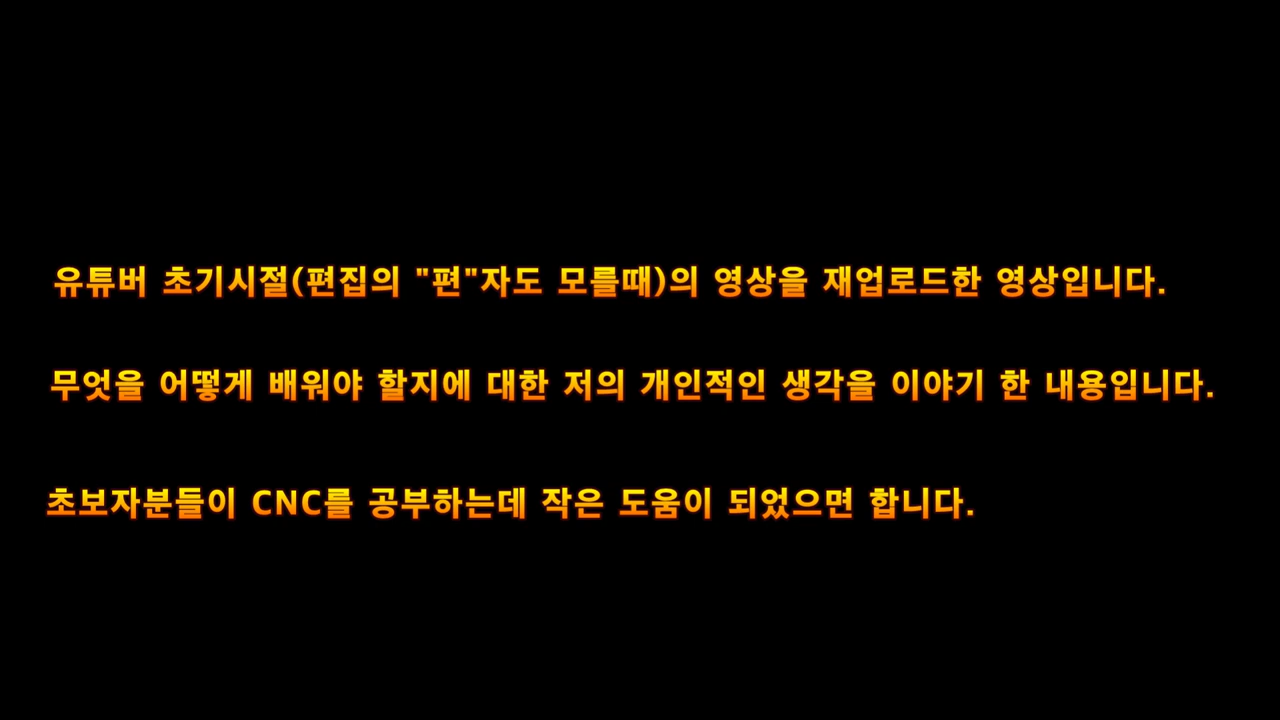 유튜버 초기시절(편집의 "편"자도 모를때)의 영상을 재업로드한 영상입니다.
무엇을 어떻게 배워야 할지에 대한 저의 개인적인 생각을 이야기 한 내용입니다.
초보자분들이 CNC를 공부하는데 작은 도움이 되었으면 합니다.